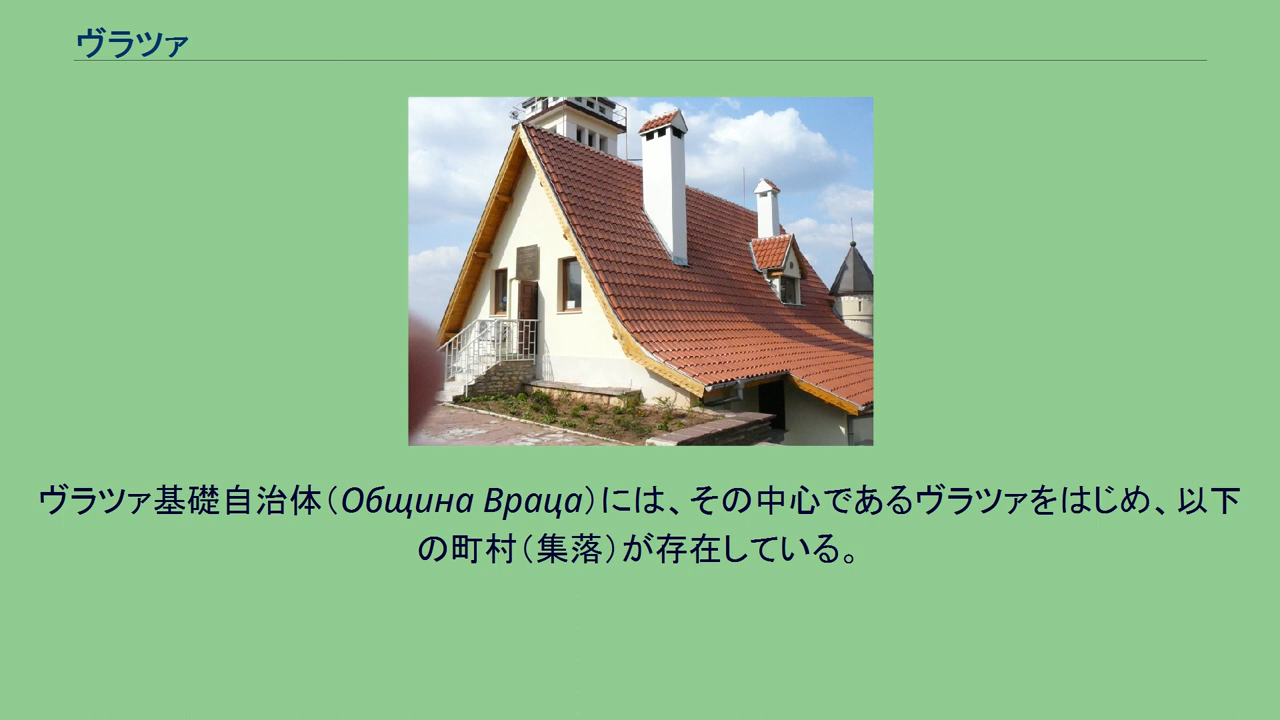 ヴラツァ
ヴラツァ基礎自治体（Община Враца）には、その中心であるヴラツァをはじめ、以下
の町村（集落）が存在している。